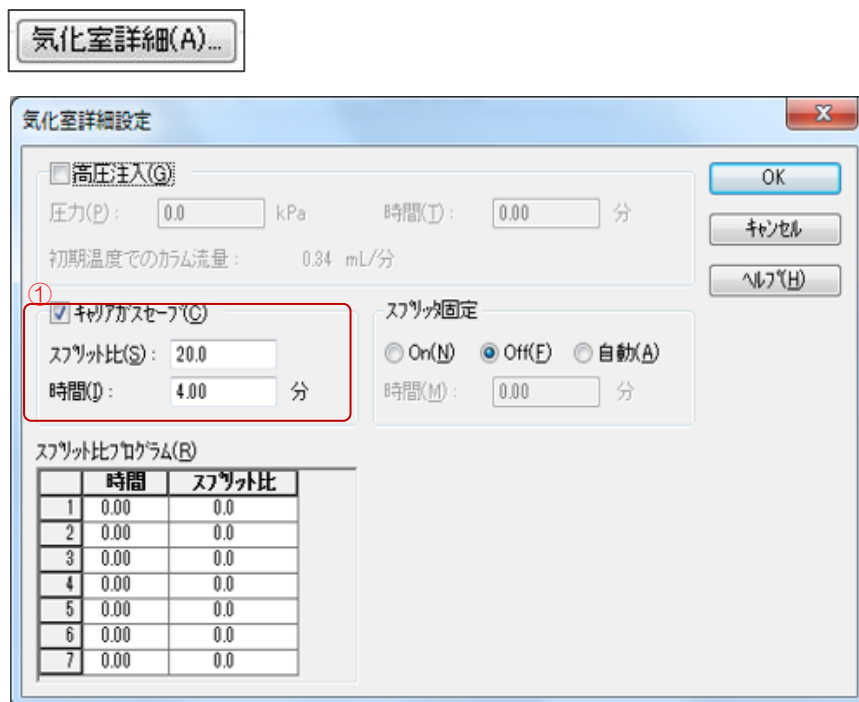 気化室詳細(A)...
気化室詳細設定
高圧注入(G)
圧力(P): 0.0 kPa 時間(T): 0.00 分
初期温度でのｶﾗﾑ流量: 0.34 mL/分
OK
ｷｬﾝｾﾙ
ﾍﾙﾌﾟ(H)
①
ｷｬﾘｱｶﾞｽｾｰﾌﾞ(C)
ｽﾌﾟﾘｯﾄ比(S): 20.0
時間(I): 4.00 分
ｽﾌﾟﾘｯﾀ固定
On(N) Off(F) 自動(A)
時間(M): 0.00 分
ｽﾌﾟﾘｯﾄ比ﾌﾟﾛｸﾞﾗﾑ(R)
時間 ｽﾌﾟﾘｯﾄ比
1 0.00 0.0
2 0.00 0.0
3 0.00 0.0
4 0.00 0.0
5 0.00 0.0
6 0.00 0.0
7 0.00 0.0